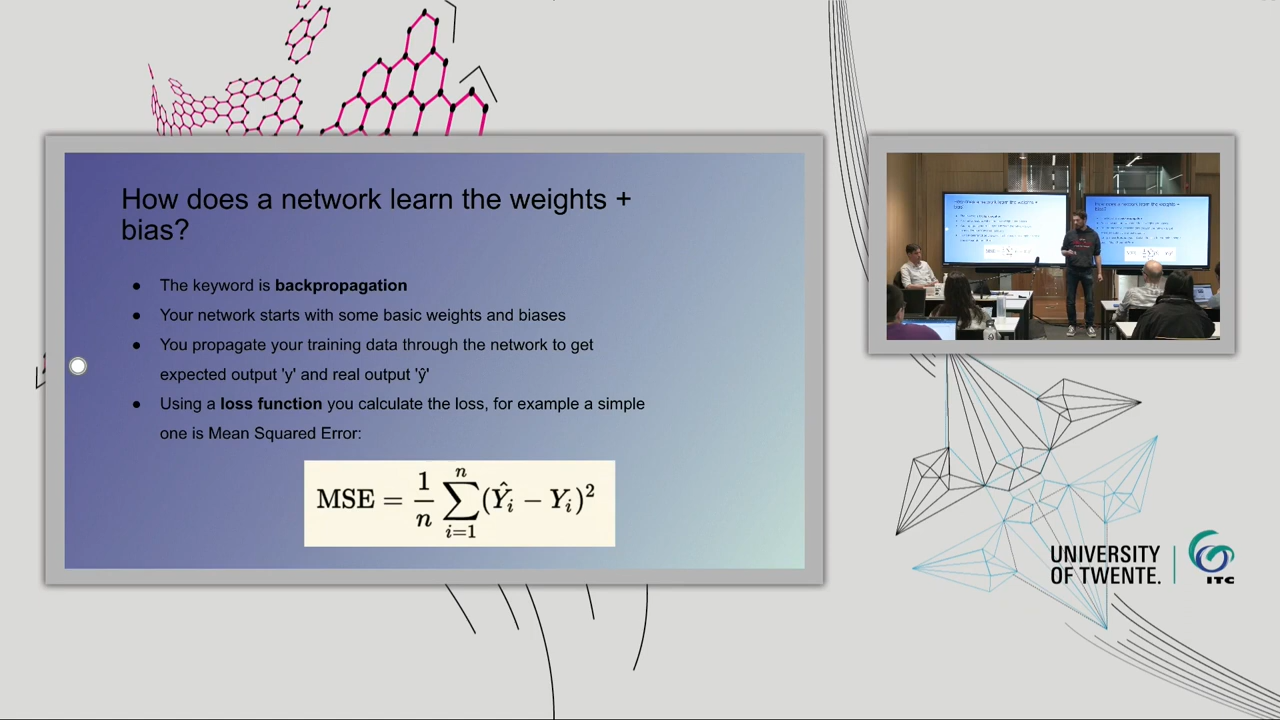 How does a network learn the weights +
bias?
● The keyword is backpropagation
● Your network starts with some basic weights and biases
● You propagate your training data through the network to get
expected output 'y' and real output 'ŷ'
● Using a loss function you calculate the loss, for example a simple
one is Mean Squared Error:
MSE = 1/n ∑_{i=1}^{n} (Ŷ_i − Y_i)²
UNIVERSITY
OF TWENTE.
ITC